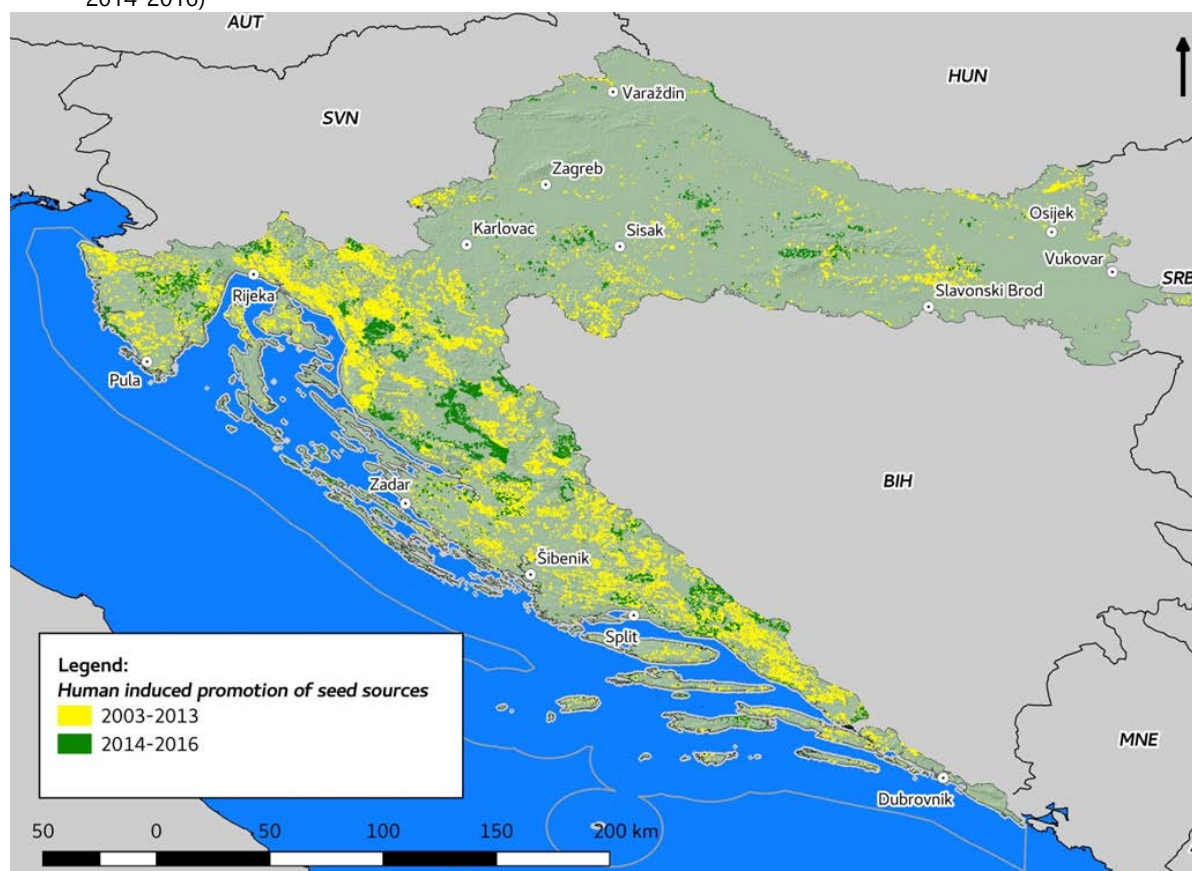 2014-2016)
AUT
HUN
SVN
Varaždin
Zagreb
Osijek
Karlovac
Sisak
Vukovar
SRB
Rijeka
Slavonski Brod
Pula
BIH
Zadar
Šibenik
Split
MNE
Dubrovnik
Legend:
Human induced promotion of seed sources
2003-2013
2014-2016
50 0 50 100 150 200 km